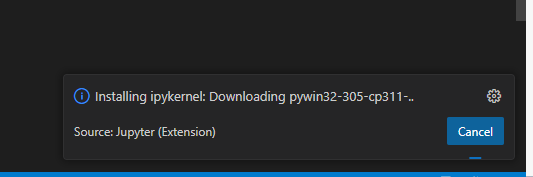 Installing ipykernel: Downloading pywin32-305-cp311-..
Source: Jupyter (Extension)
Cancel